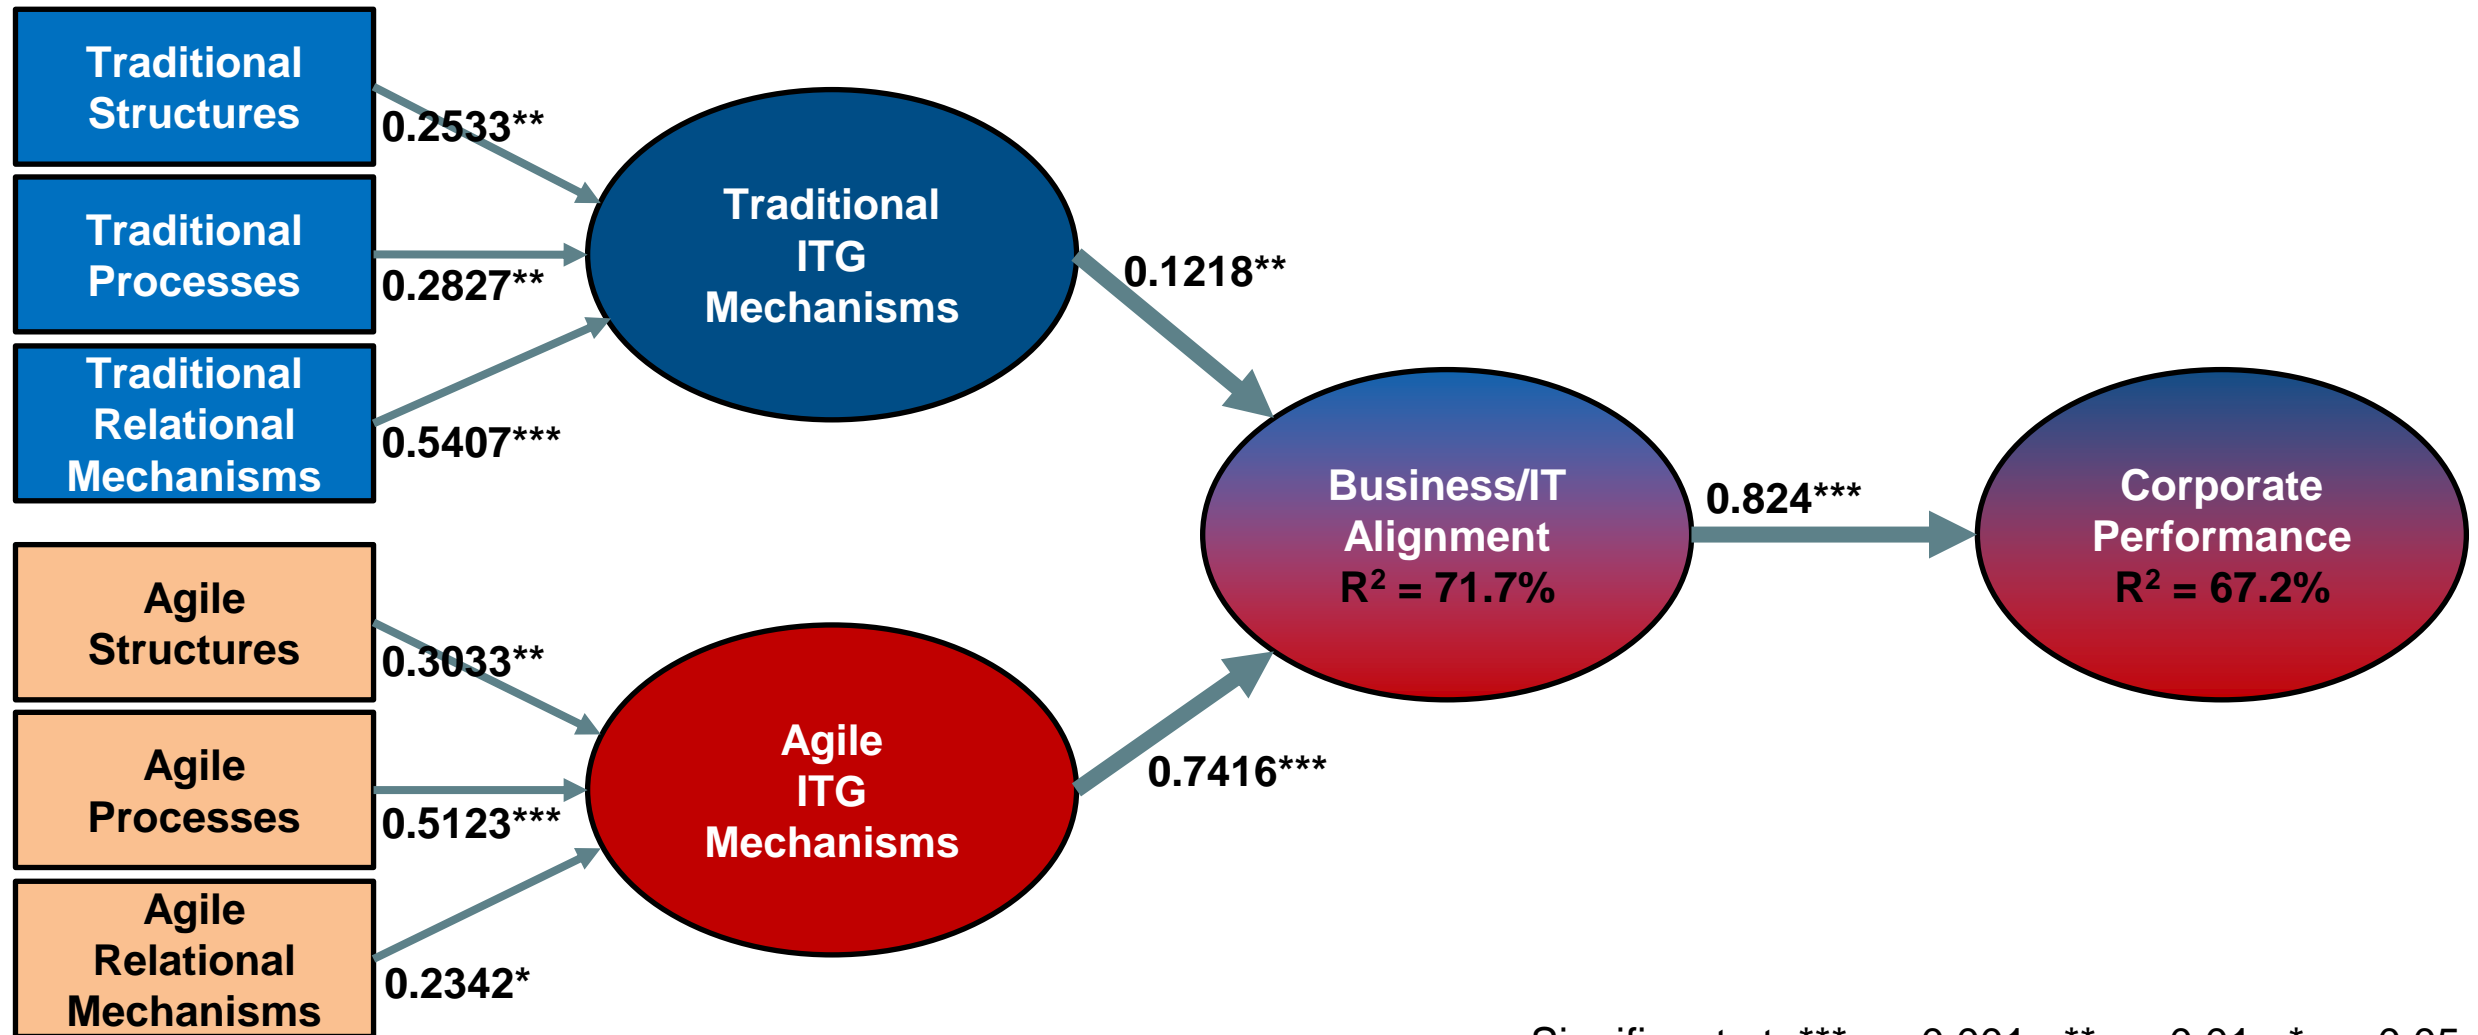 Traditional
Structures
0.2533**
Traditional
Processes
0.2827**
Traditional
Relational
Mechanisms
0.5407***
Traditional
ITG
Mechanisms
0.1218**
Agile
Structures
0.3033**
Agile
Processes
0.5123***
Agile
Relational
Mechanisms
0.2342*
Agile
ITG
Mechanisms
0.7416***
Business/IT
Alignment
R² = 71.7%
0.824***
Corporate
Performance
R² = 67.2%